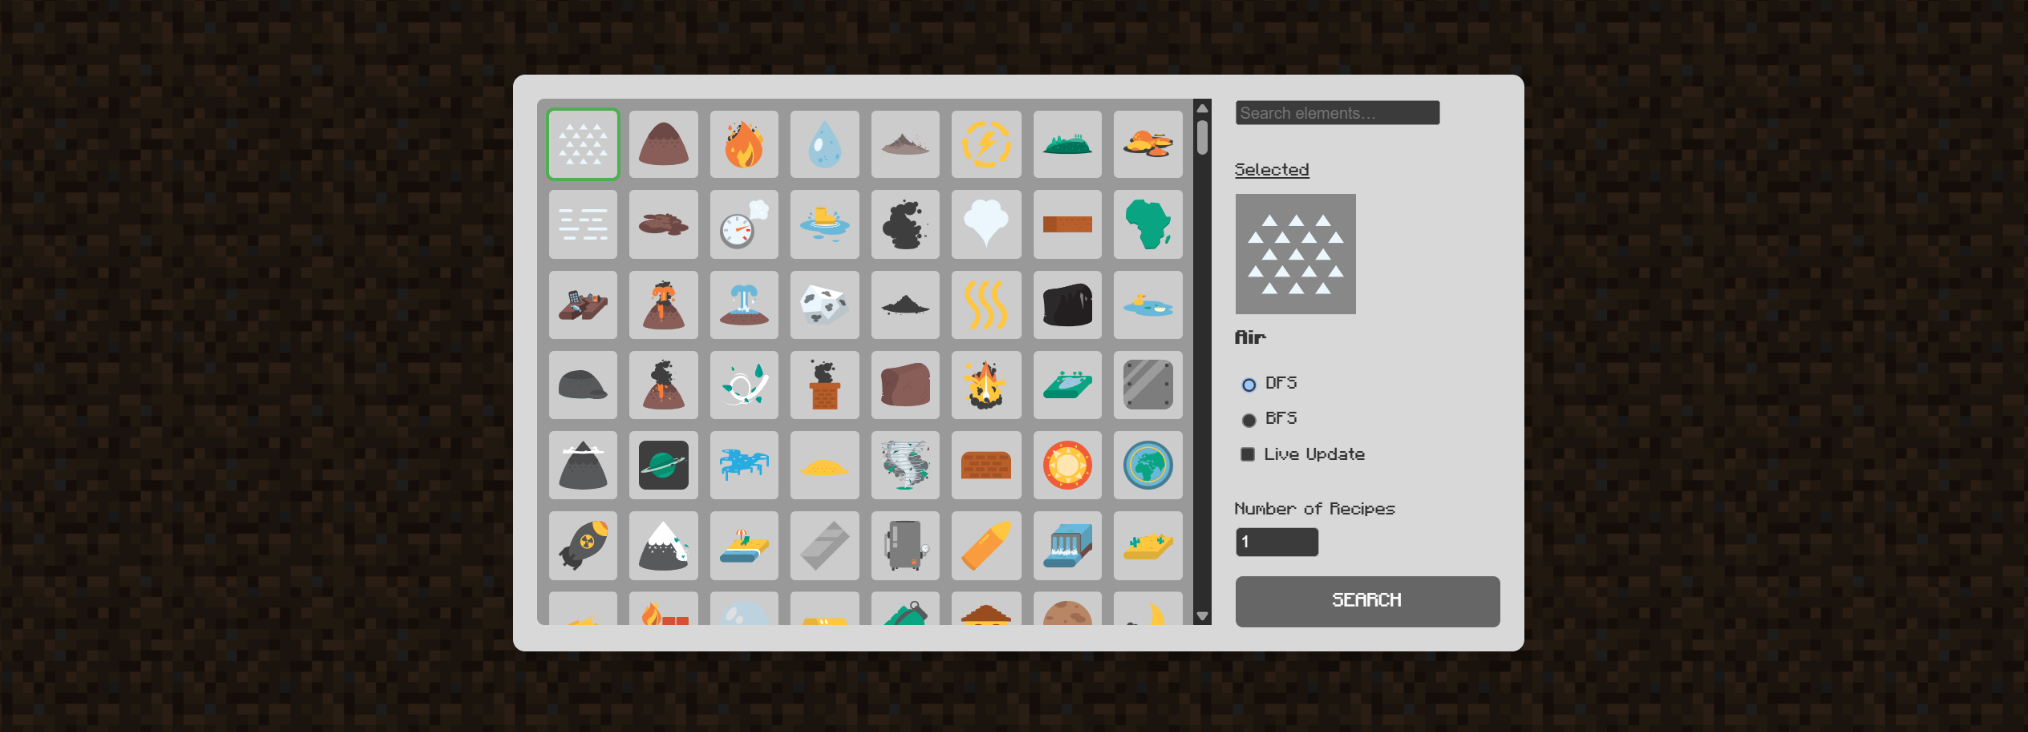 Search elements...
Selected
Air
DFS
BFS
Live Update
Number of Recipes
1
SEARCH